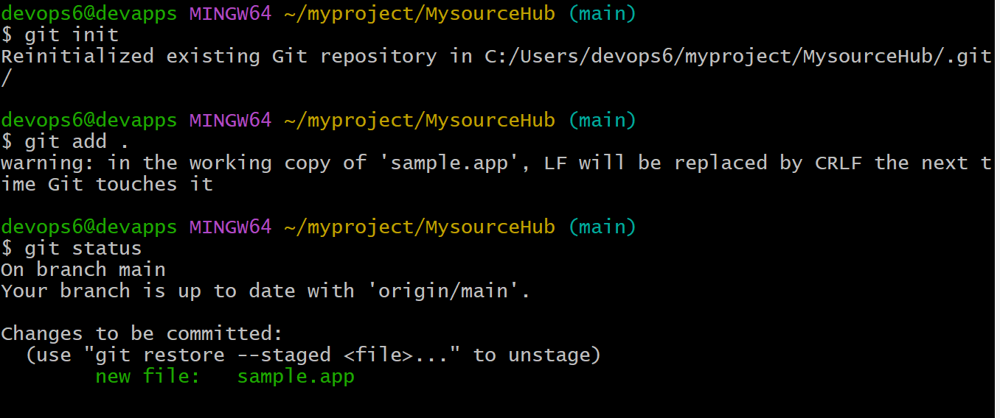 devops6@devapps MINGW64 ~/myproject/MysourceHub (main)
$ git init
Reinitialized existing Git repository in C:/Users/devops6/myproject/MysourceHub/.git
/
devops6@devapps MINGW64 ~/myproject/MysourceHub (main)
$ git add .
warning: in the working copy of 'sample.app', LF will be replaced by CRLF the next t
ime Git touches it
devops6@devapps MINGW64 ~/myproject/MysourceHub (main)
$ git status
On branch main
Your branch is up to date with 'origin/main'.
Changes to be committed:
  (use "git restore --staged <file>..." to unstage)
        new file:   sample.app